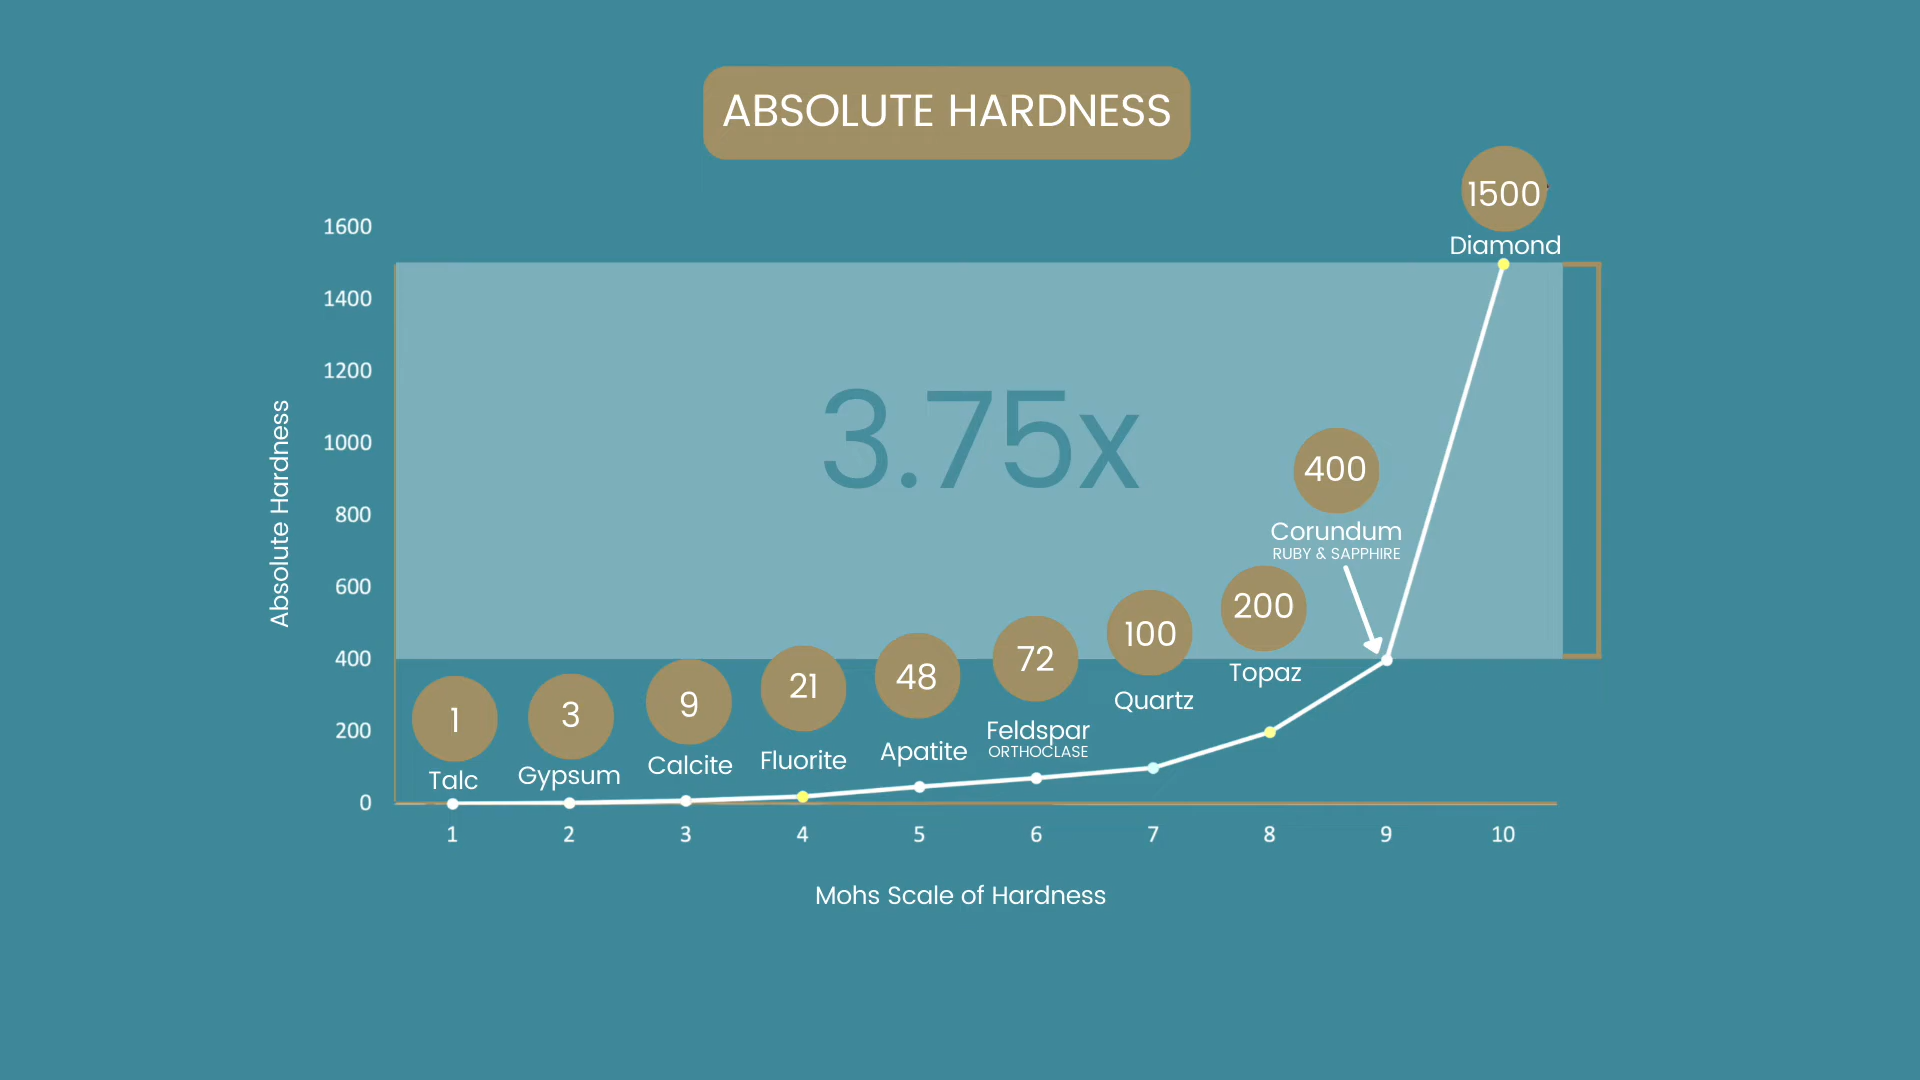 ABSOLUTE HARDNESS
1500
Diamond
1600
1400
1200
1000
800
600
400
200
0
Absolute Hardness
3.75x
400
Corundum
RUBY & SAPPHIRE
200
Topaz
100
Quartz
72
Feldspar
ORTHOCLASE
48
Apatite
21
Fluorite
9
Calcite
3
Gypsum
1
Talc
1 2 3 4 5 6 7 8 9 10
Mohs Scale of Hardness